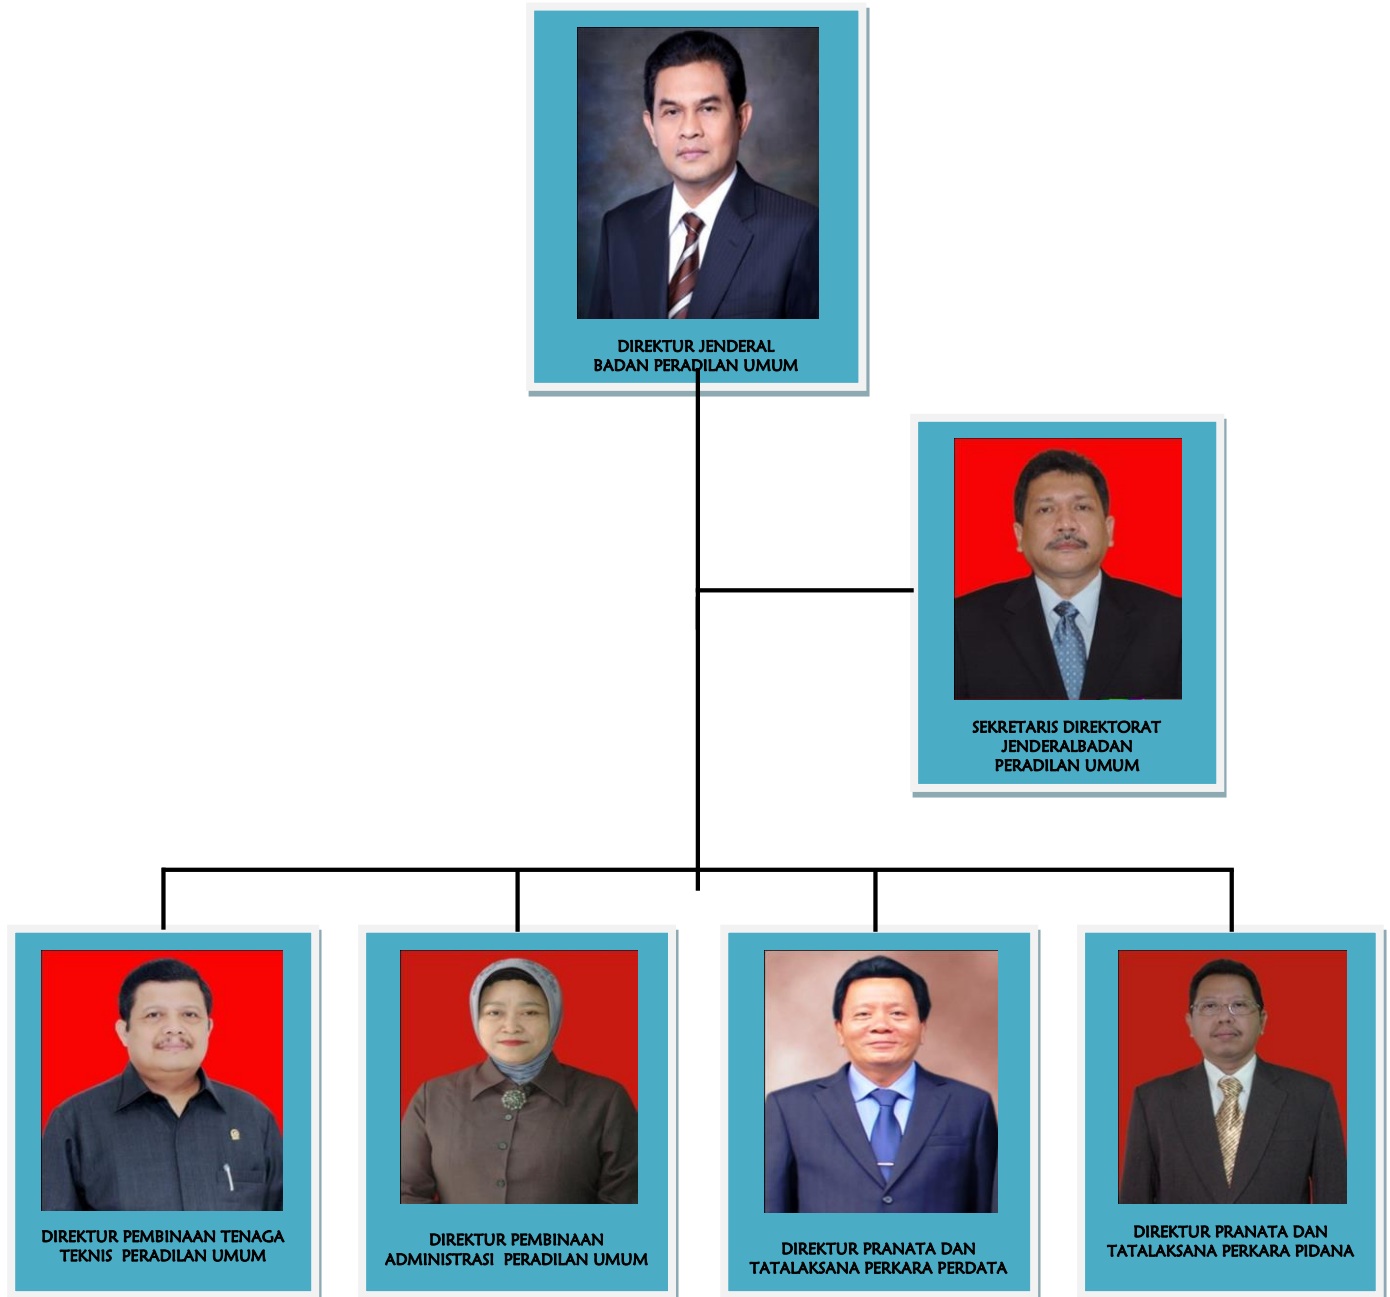 DIREKTUR JENDERAL
BADAN PERADILAN UMUM
SEKRETARIS DIREKTORAT
JENDERALBADAN
PERADILAN UMUM
DIREKTUR PEMBINAAN TENAGA
TEKNIS PERADILAN UMUM
DIREKTUR PEMBINAAN
ADMINISTRASI PERADILAN UMUM
DIREKTUR PRANATA DAN
TATALAKSANA PERKARA PERDATA
DIREKTUR PRANATA DAN
TATALAKSANA PERKARA PIDANA